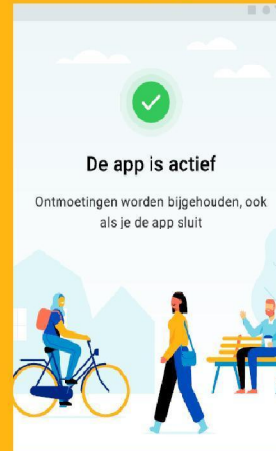 De app is actief
Ontmoetingen worden bijgehouden, ook
als je de app sluit